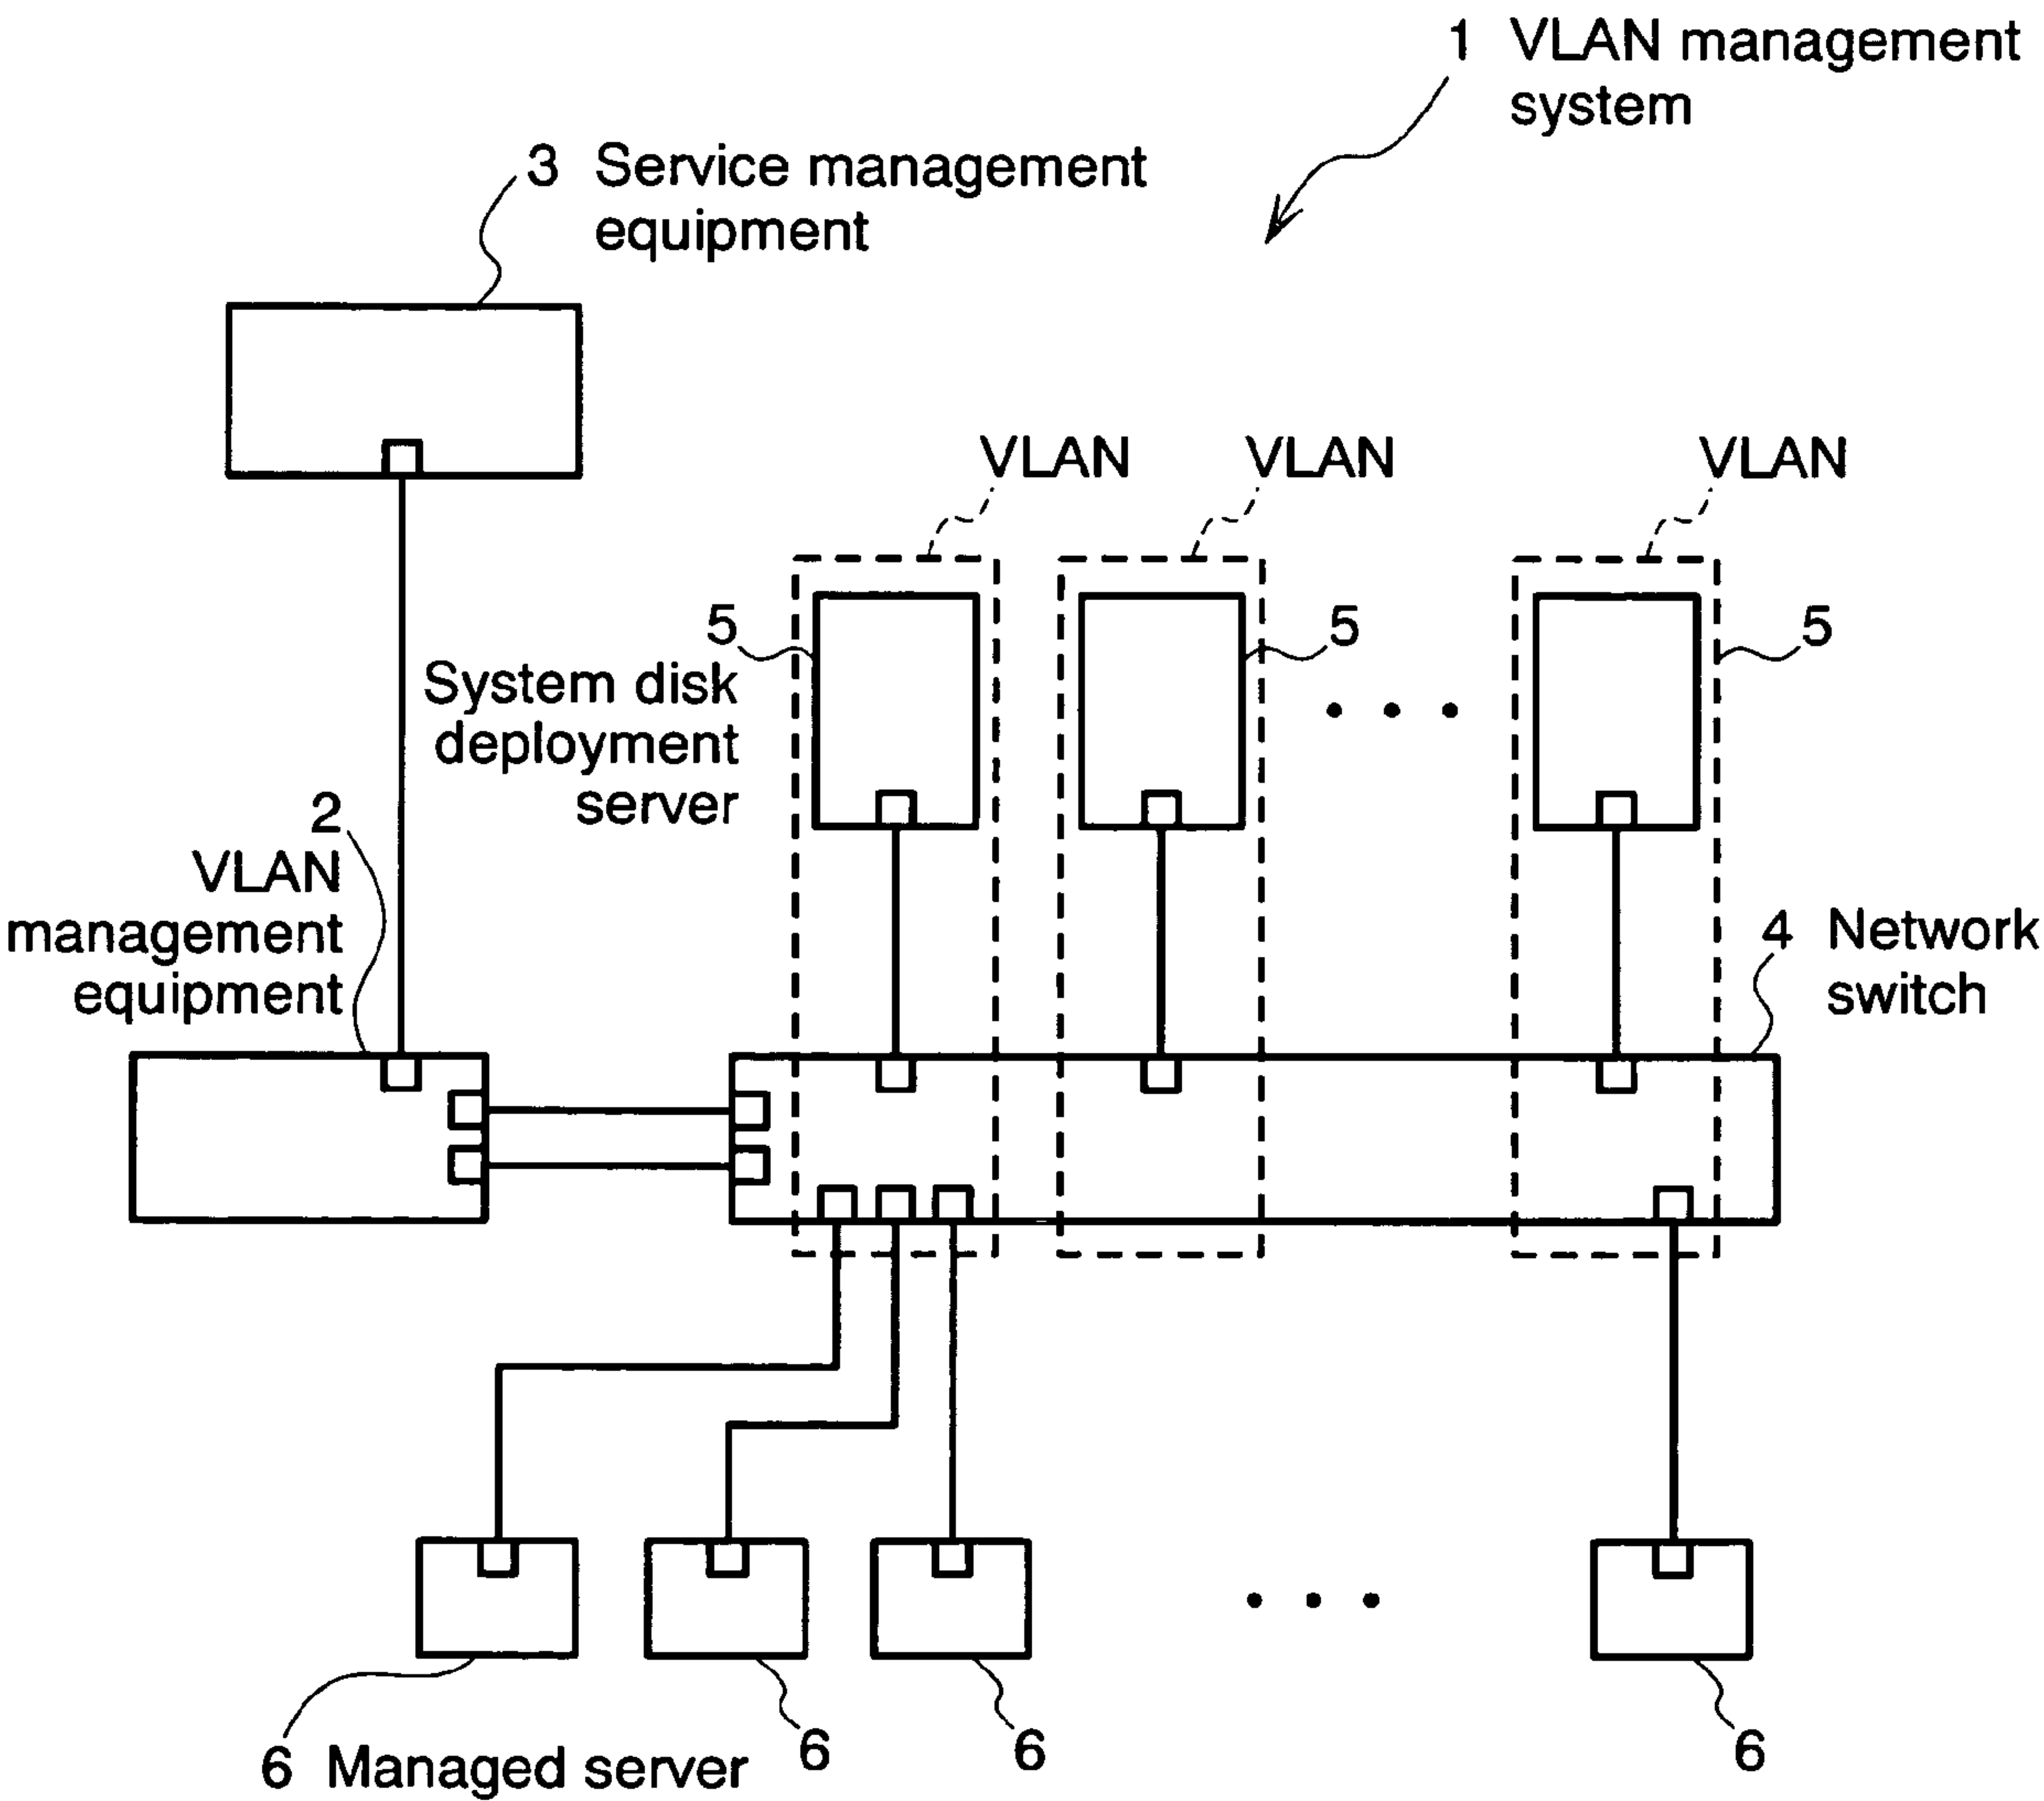 1 VLAN management
system
3 Service management
equipment
VLAN
VLAN
VLAN
5
5
5
System disk
deployment
server
2
VLAN
management
equipment
4 Network
switch
6 Managed server
6
6
6